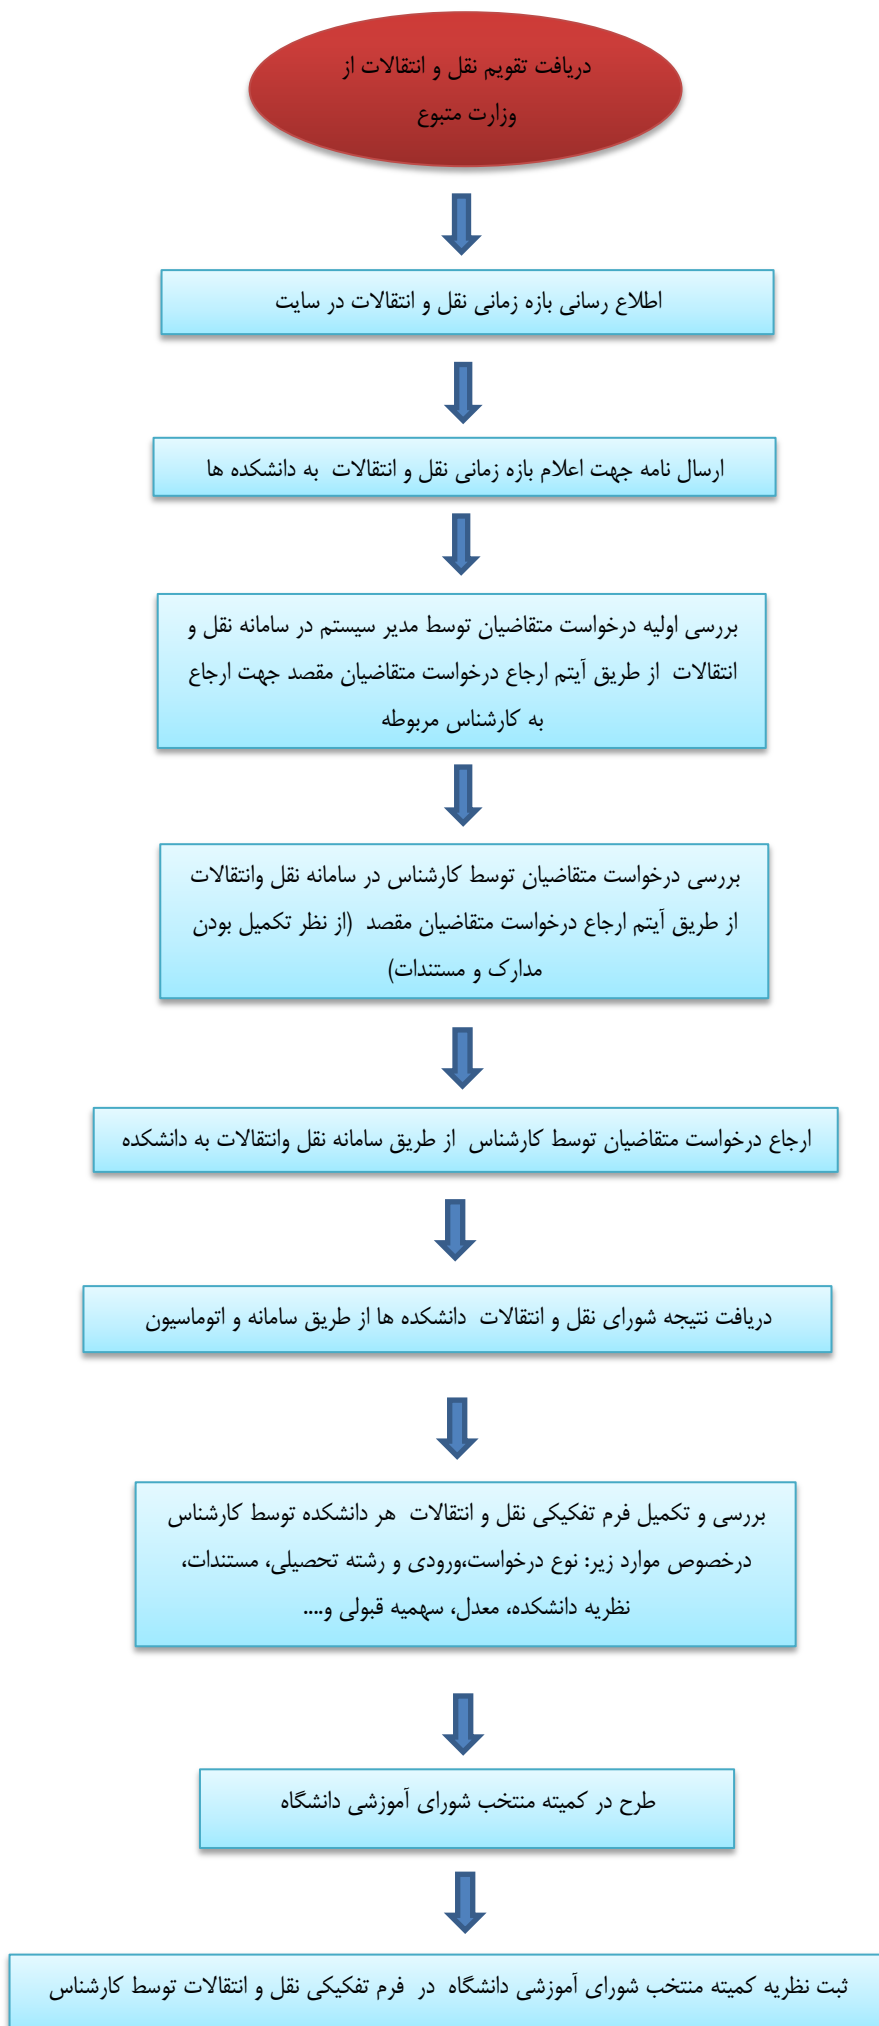 دریافت تقویم نقل و انتقالات از
وزارت متبوع
اطلاع رسانی بازه زمانی نقل و انتقالات در سایت
ارسال نامه جهت اعلام بازه زمانی نقل و انتقالات به دانشکده ها
بررسی اولیه درخواست متقاضیان توسط مدیر سیستم در سامانه نقل و
انتقالات از طریق آیتم ارجاع درخواست متقاضیان مقصد جهت ارجاع
به کارشناس مربوطه
بررسی درخواست متقاضیان توسط کارشناس در سامانه نقل وانتقالات
از طریق آیتم ارجاع درخواست متقاضیان مقصد (از نظر تکمیل بودن
مدارک و مستندات)
ارجاع درخواست متقاضیان توسط کارشناس از طریق سامانه نقل وانتقالات به دانشکده
دریافت نتیجه شورای نقل و انتقالات دانشکده ها از طریق سامانه و اتوماسیون
بررسی و تکمیل فرم تفکیکی نقل و انتقالات هر دانشکده توسط کارشناس
درخصوص موارد زیر: نوع درخواست،ورودی و رشته تحصیلی، مستندات،
نظریه دانشکده، معدل، سهمیه قبولی و....
طرح در کمیته منتخب شورای آموزشی دانشگاه
ثبت نظریه کمیته منتخب شورای آموزشی دانشگاه در فرم تفکیکی نقل و انتقالات توسط کارشناس